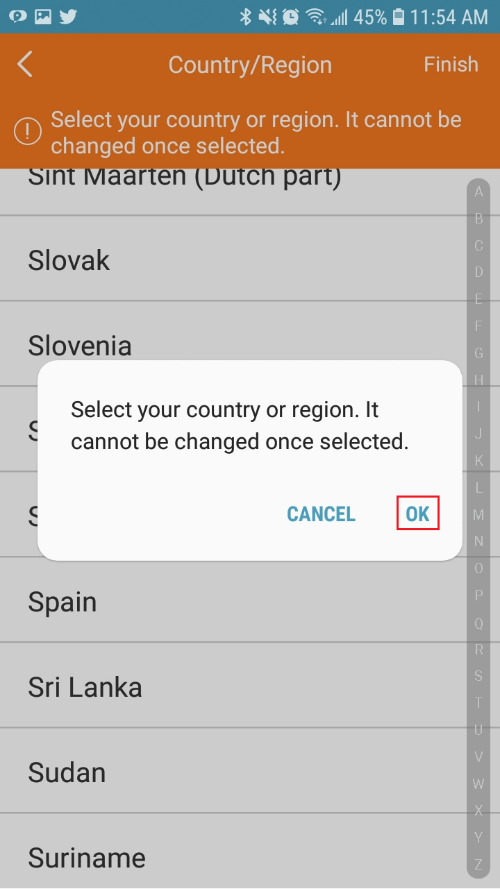 45% 11:54 AM
Country/Region Finish
Select your country or region. It cannot be
changed once selected.
Sint Maarten (Dutch part)
Slovak
Slovenia
Select your country or region. It
cannot be changed once selected.
CANCEL OK
S
S
Spain
Sri Lanka
Sudan
Suriname
A
B
C
D
E
F
G
H
I
J
K
L
M
N
O
P
Q
R
S
T
U
V
W
X
Y
Z